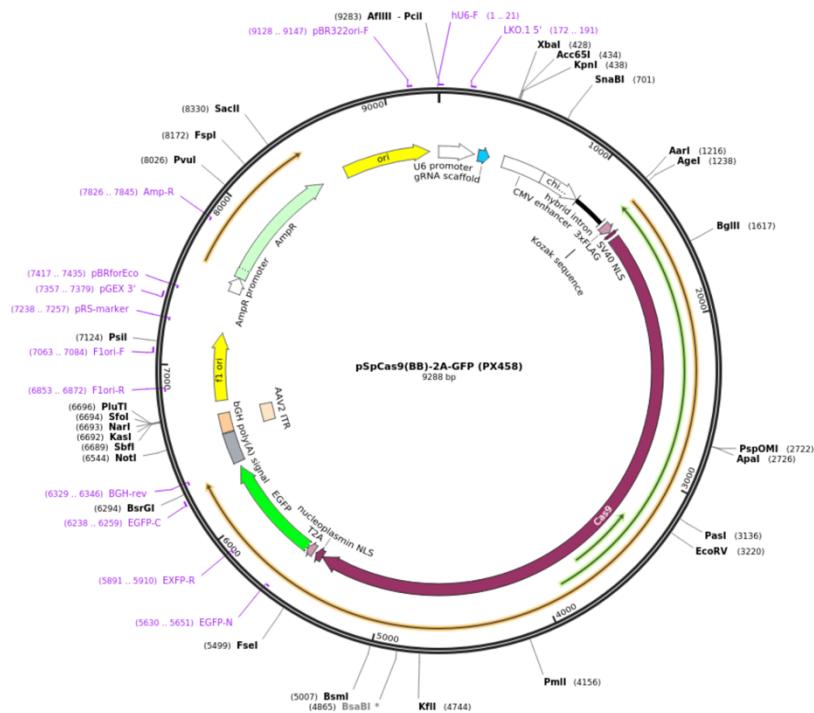 (9283) AflIII - PciI
hU6-F (1 .. 21)
(9128 .. 9147) pBR322ori-F
LKO.1 5' (172 .. 191)
XbaI (428)
Acc65I (434)
KpnI (438)
SnaBI (701)
AarI (1216)
AgeI (1238)
BglII (1617)
PspOMI (2722)
ApaI (2726)
PasI (3136)
EcoRV (3220)
PmlI (4156)
KflI (4744)
(4865) BsaBI *
(5007) BsmI
(5499) FseI
(5630 .. 5651) EGFP-N
(5891 .. 5910) EXFP-R
(6238 .. 6259) EGFP-C
(6294) BsrGI
(6329 .. 6346) BGH-rev
(6544) NotI
(6689) SbfI
(6692) KasI
(6693) NarI
(6694) SfoI
(6696) PluTI
(6853 .. 6872) F1ori-R
(7063 .. 7084) F1ori-F
(7124) PsiI
(7238 .. 7257) pRS-marker
(7357 .. 7379) pGEX 3'
(7417 .. 7435) pBRforEco
(7826 .. 7845) Amp-R
(8026) PvuI
(8172) FspI
(8330) SacII
1000
2000
3000
4000
5000
6000
7000
8000
9000
ori
U6 promoter
gRNA scaffold
chi...
CMV enhancer
hybrid intron
3xFLAG
SV40 NLS
Kozak sequence
Cas9
nucleoplasmin NLS
T2A
EGFP
bGH poly(A) signal
AAV2 ITR
f1 ori
AmpR promoter
AmpR
pSpCas9(BB)-2A-GFP (PX458)
9288 bp